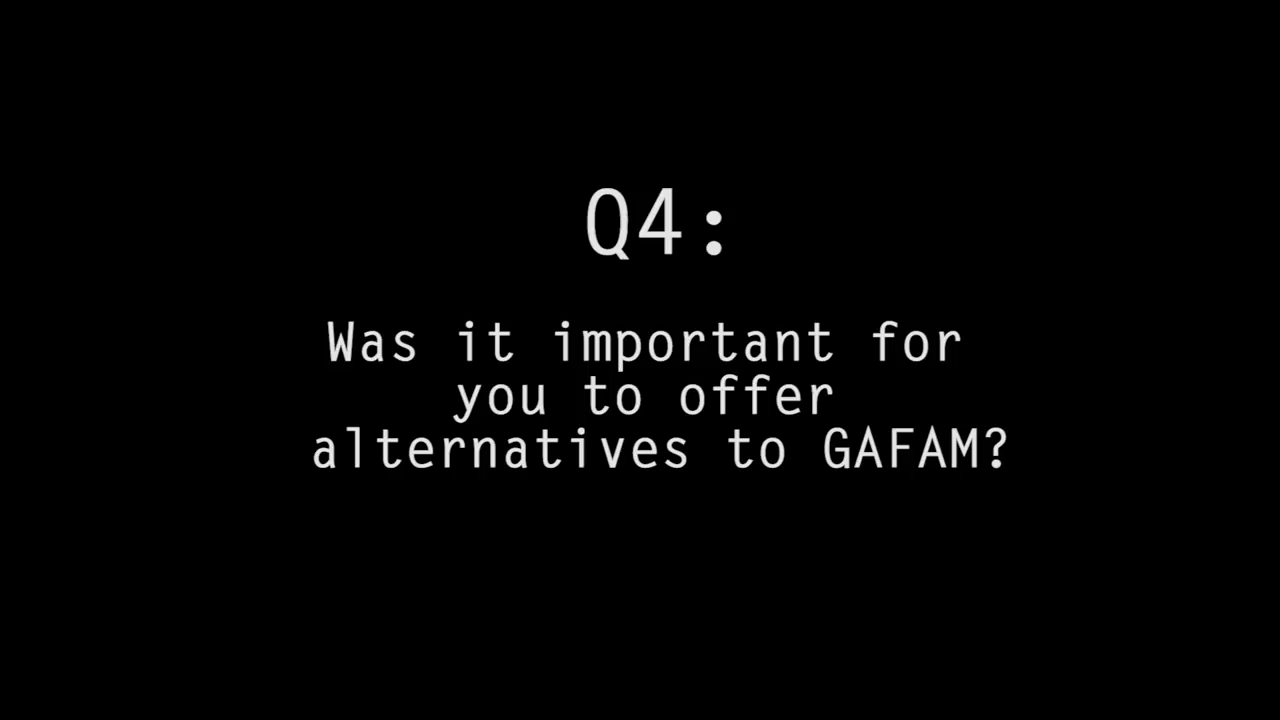 Q4:
Was it important for
you to offer
alternatives to GAFAM?